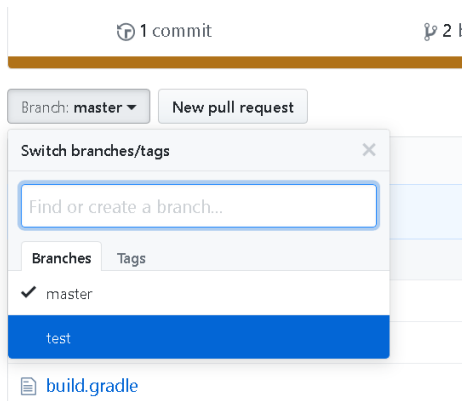 1 commit
2
Branch: master
New pull request
Switch branches/tags
Find or create a branch...
Branches
Tags
master
test
build.gradle